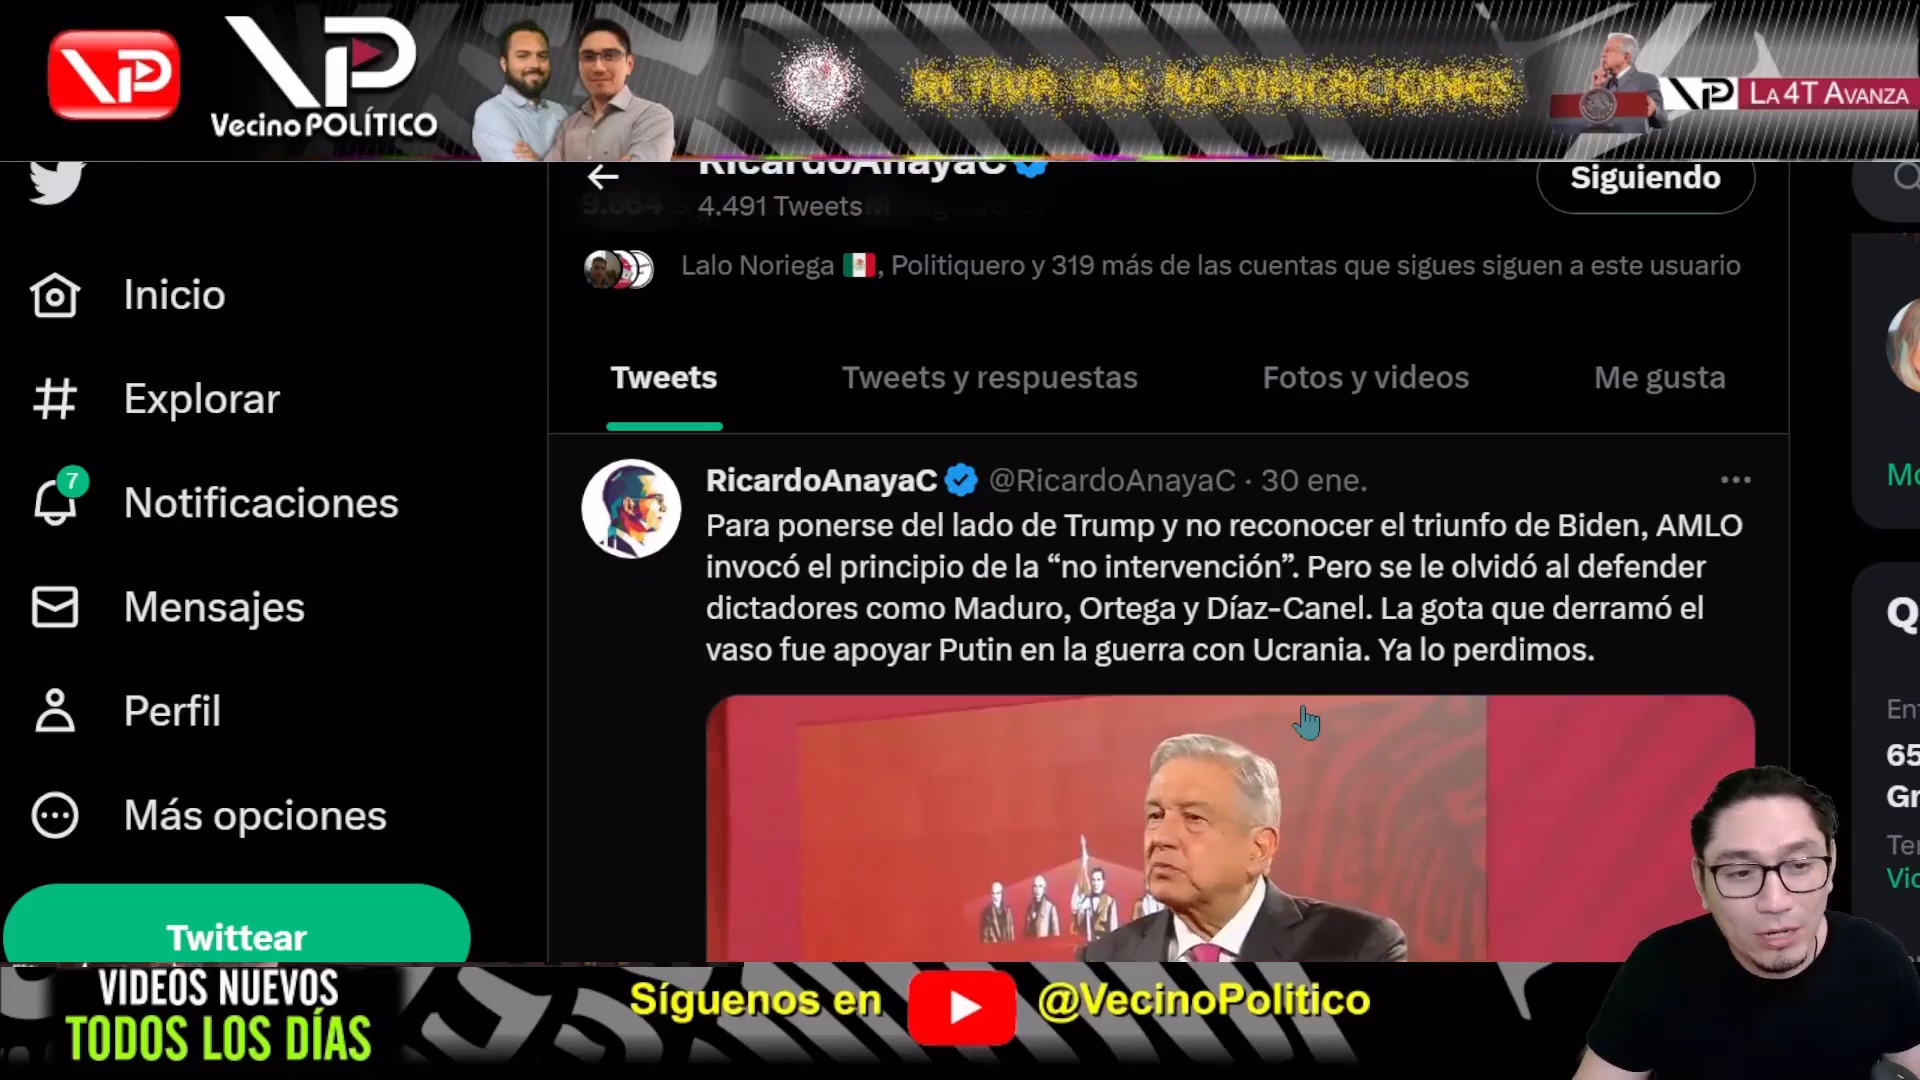 VP
VP
Vecino POLÍTICO
ACTIVA LAS NOTIFICACIONES
VP LA 4T AVANZA
RicardoAnayaC
4.491 Tweets
Siguiendo
Lalo Noriega 🇲🇽, Politiquero y 319 más de las cuentas que sigues siguen a este usuario
Inicio
Explorar
7
Notificaciones
Mensajes
Perfil
Más opciones
Twittear
Tweets
Tweets y respuestas
Fotos y videos
Me gusta
RicardoAnayaC @RicardoAnayaC · 30 ene.
Para ponerse del lado de Trump y no reconocer el triunfo de Biden, AMLO
invocó el principio de la “no intervención”. Pero se le olvidó al defender
dictadores como Maduro, Ortega y Díaz-Canel. La gota que derramó el
vaso fue apoyar Putin en la guerra con Ucrania. Ya lo perdimos.
VIDEOS NUEVOS
TODOS LOS DÍAS
Síguenos en
@VecinoPolitico